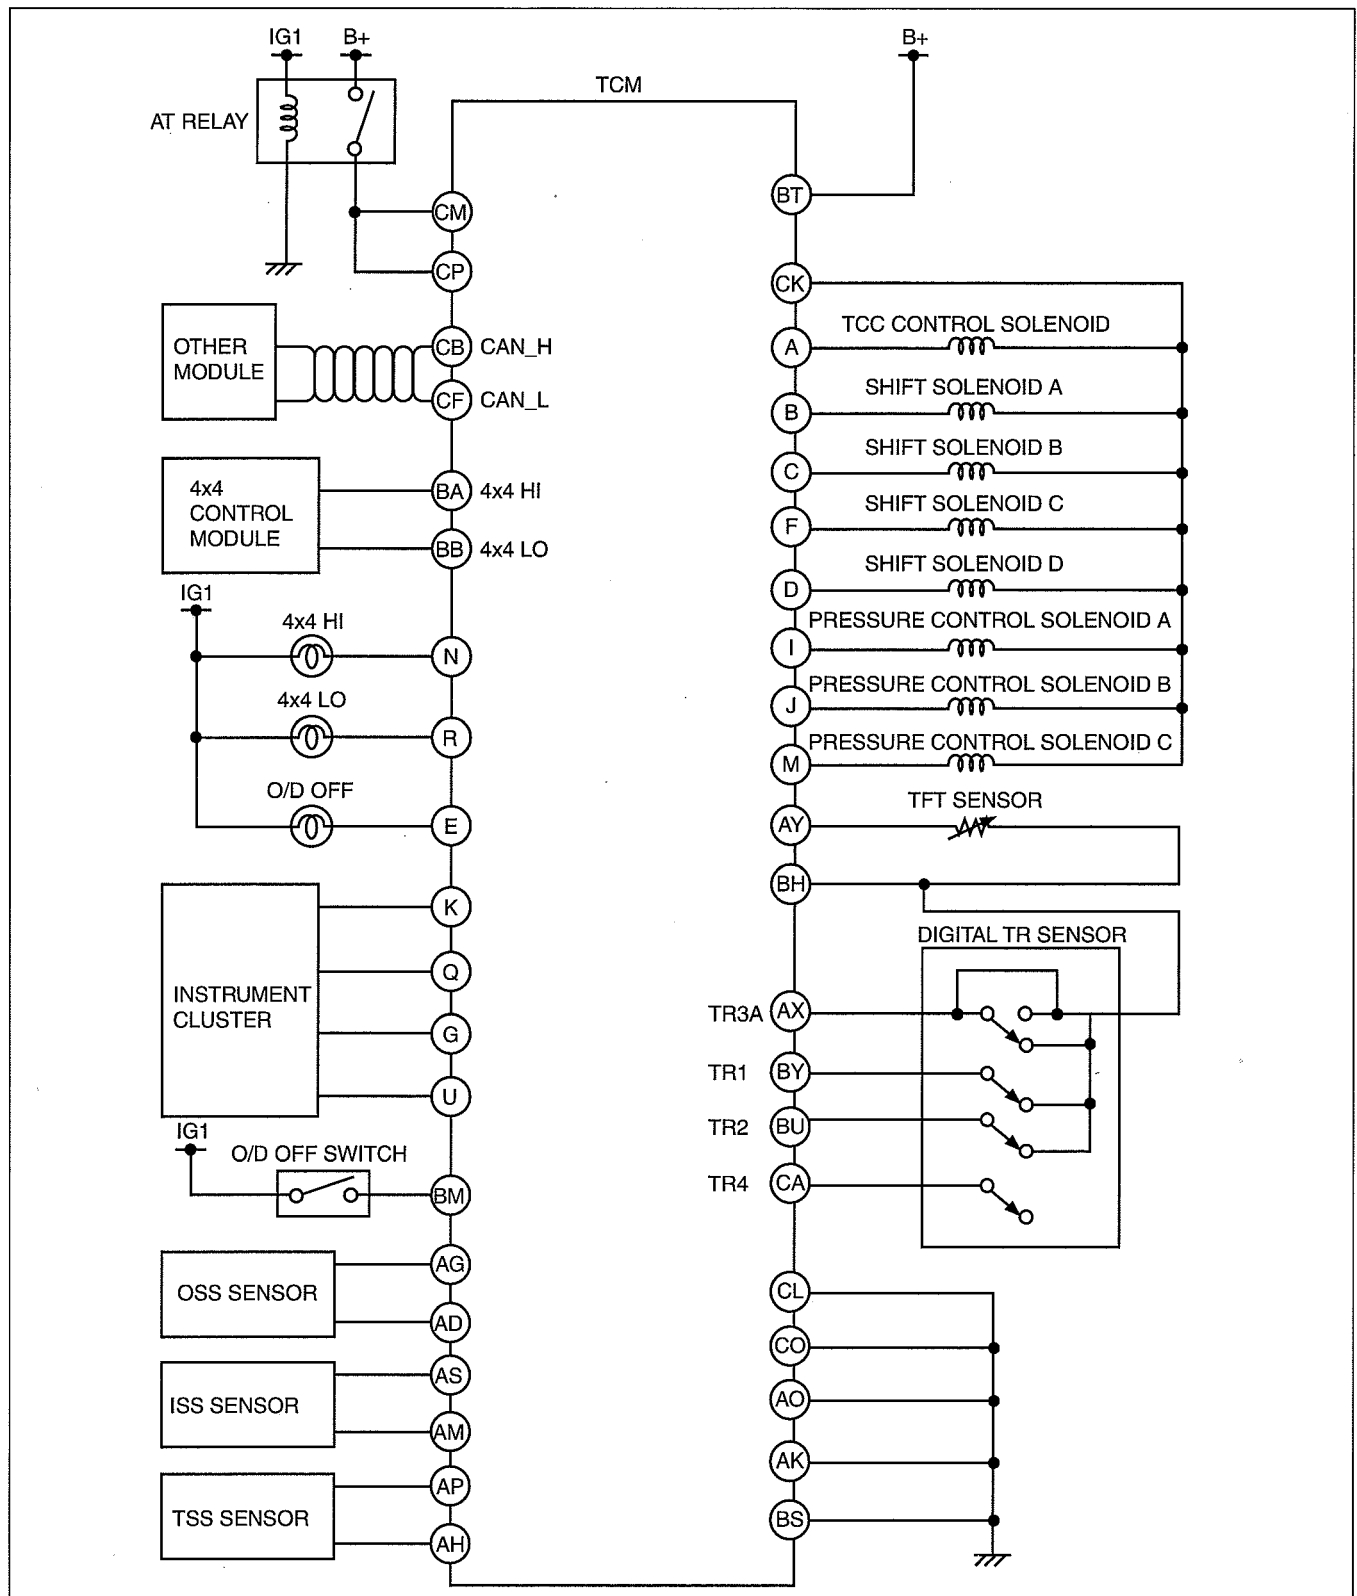 IG1
B+
AT RELAY
TCM
B+
BT
CM
CP
CK
OTHER
MODULE
CB
CAN_H
CF
CAN_L
TCC CONTROL SOLENOID
A
SHIFT SOLENOID A
B
SHIFT SOLENOID B
C
SHIFT SOLENOID C
F
SHIFT SOLENOID D
D
PRESSURE CONTROL SOLENOID A
I
PRESSURE CONTROL SOLENOID B
J
PRESSURE CONTROL SOLENOID C
M
4x4
CONTROL
MODULE
BA
4x4 HI
BB
4x4 LO
IG1
4x4 HI
N
4x4 LO
R
O/D OFF
E
TFT SENSOR
AY
BH
INSTRUMENT
CLUSTER
K
Q
G
U
DIGITAL TR SENSOR
TR3A
AX
TR1
BY
TR2
BU
TR4
CA
IG1
O/D OFF SWITCH
BM
OSS SENSOR
AG
AD
ISS SENSOR
AS
AM
TSS SENSOR
AP
AH
CL
CO
AO
AK
BS